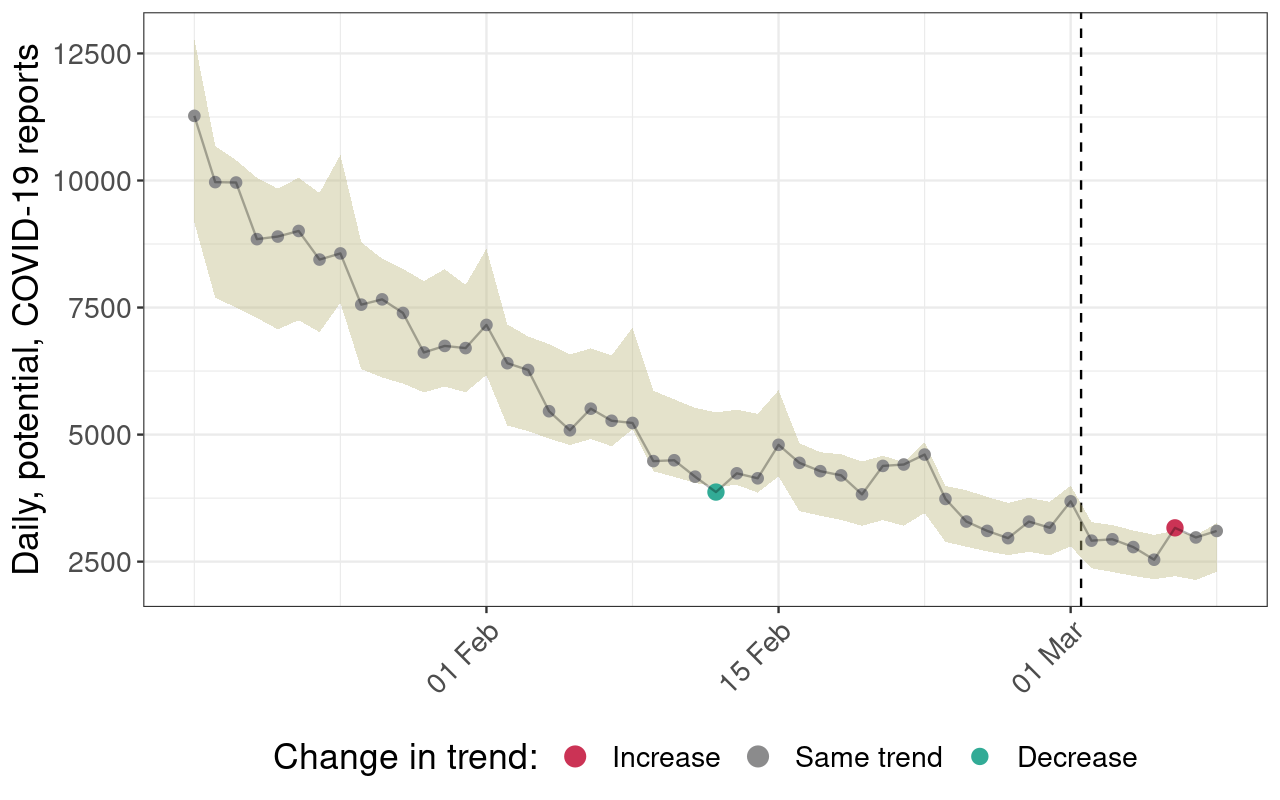 Daily, potential, COVID-19 reports
12500
10000
7500
5000
2500
01 Feb
15 Feb
01 Mar
Change in trend: Increase Same trend Decrease